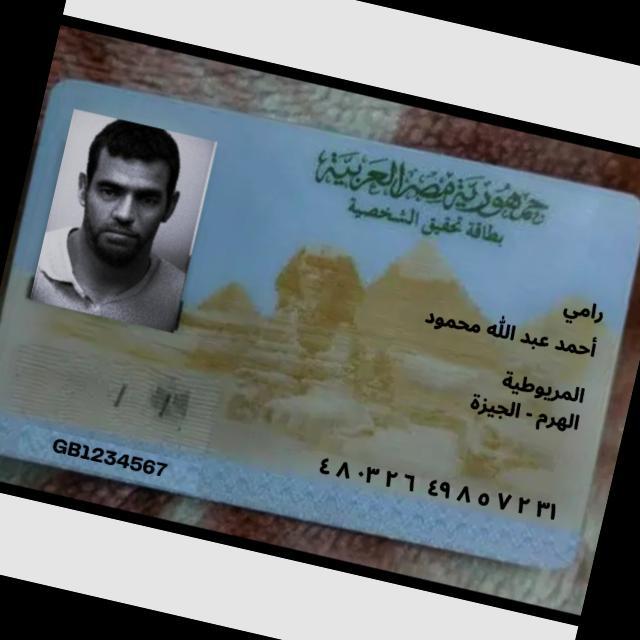 جمهورية مصر العربية
بطاقة تحقيق الشخصية
رامي
أحمد عبد الله محمود
المريوطية
الهرم - الجيزة
٤٨٠٣٢٦ ٤٩٨٥٧٢٣١
GB1234567